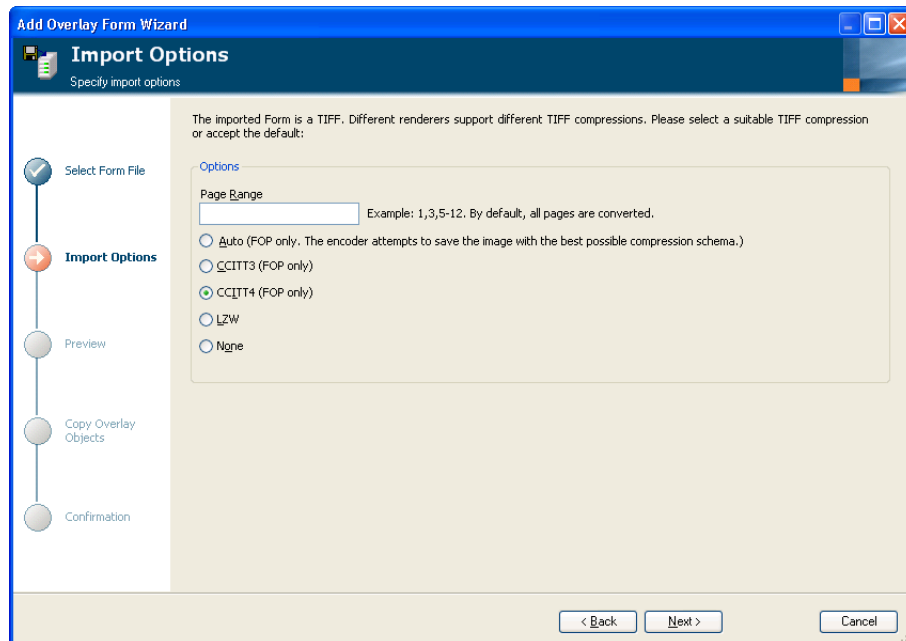 Add Overlay Form Wizard
Import Options
Specify import options
The imported Form is a TIFF. Different renderers support different TIFF compressions. Please select a suitable TIFF compression
or accept the default:
Select Form File
Import Options
Preview
Copy Overlay
Objects
Confirmation
Options
Page Range
Example: 1,3,5-12. By default, all pages are converted.
Auto (FOP only. The encoder attempts to save the image with the best possible compression schema.)
CCITT3 (FOP only)
CCITT4 (FOP only)
LZW
None
< Back
Next >
Cancel